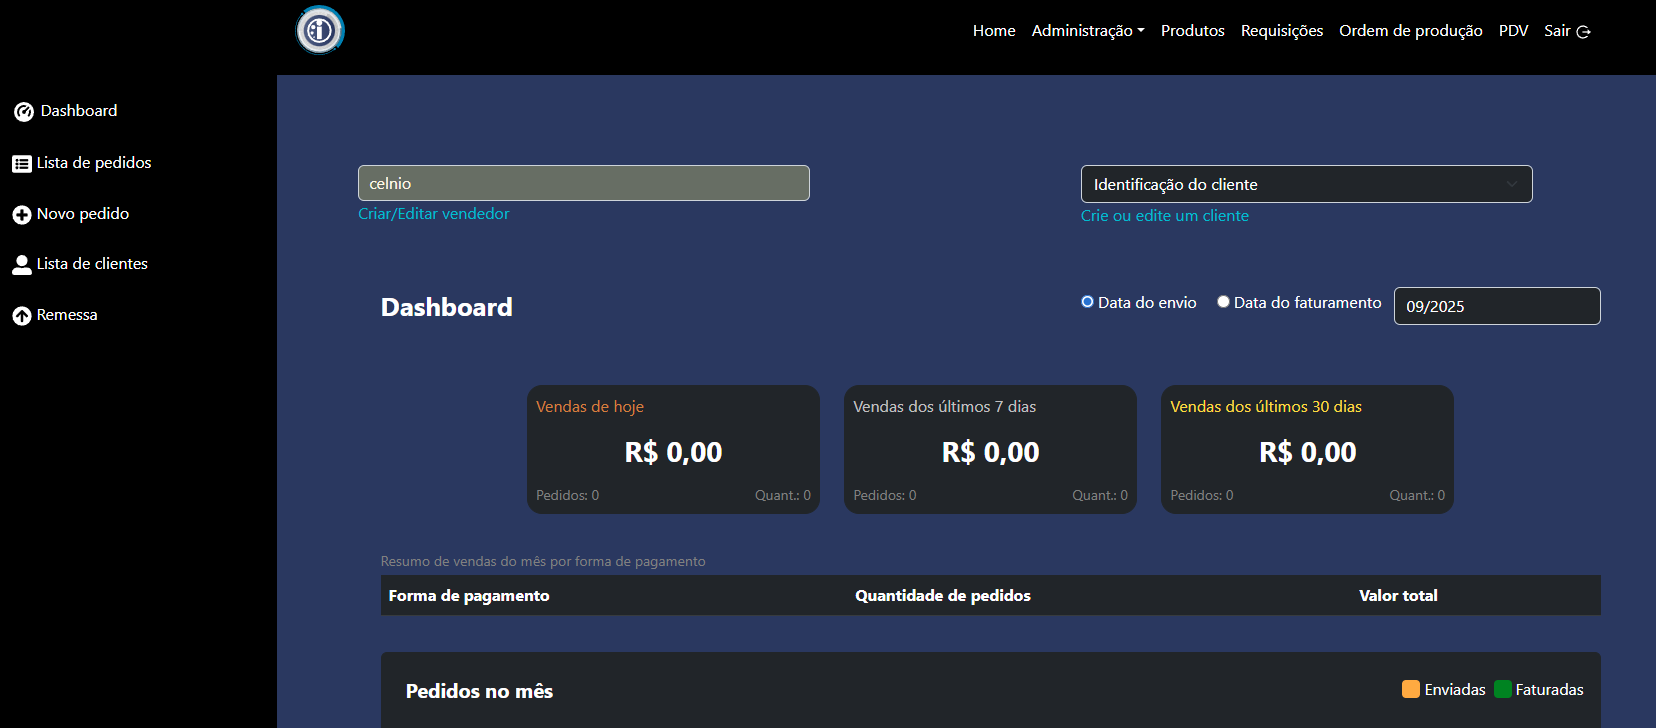 Home Administração Produtos Requisições Ordem de produção PDV Sair
Dashboard
Lista de pedidos
Novo pedido
Lista de clientes
Remessa
celnio
Criar/Editar vendedor
Identificação do cliente
Crie ou edite um cliente
Dashboard
Data do envio Data do faturamento 09/2025
Vendas de hoje
R$ 0,00
Pedidos: 0 Quant.: 0
Vendas dos últimos 7 dias
R$ 0,00
Pedidos: 0 Quant.: 0
Vendas dos últimos 30 dias
R$ 0,00
Pedidos: 0 Quant.: 0
Resumo de vendas do mês por forma de pagamento
Forma de pagamento Quantidade de pedidos Valor total
Pedidos no mês
Enviadas Faturadas